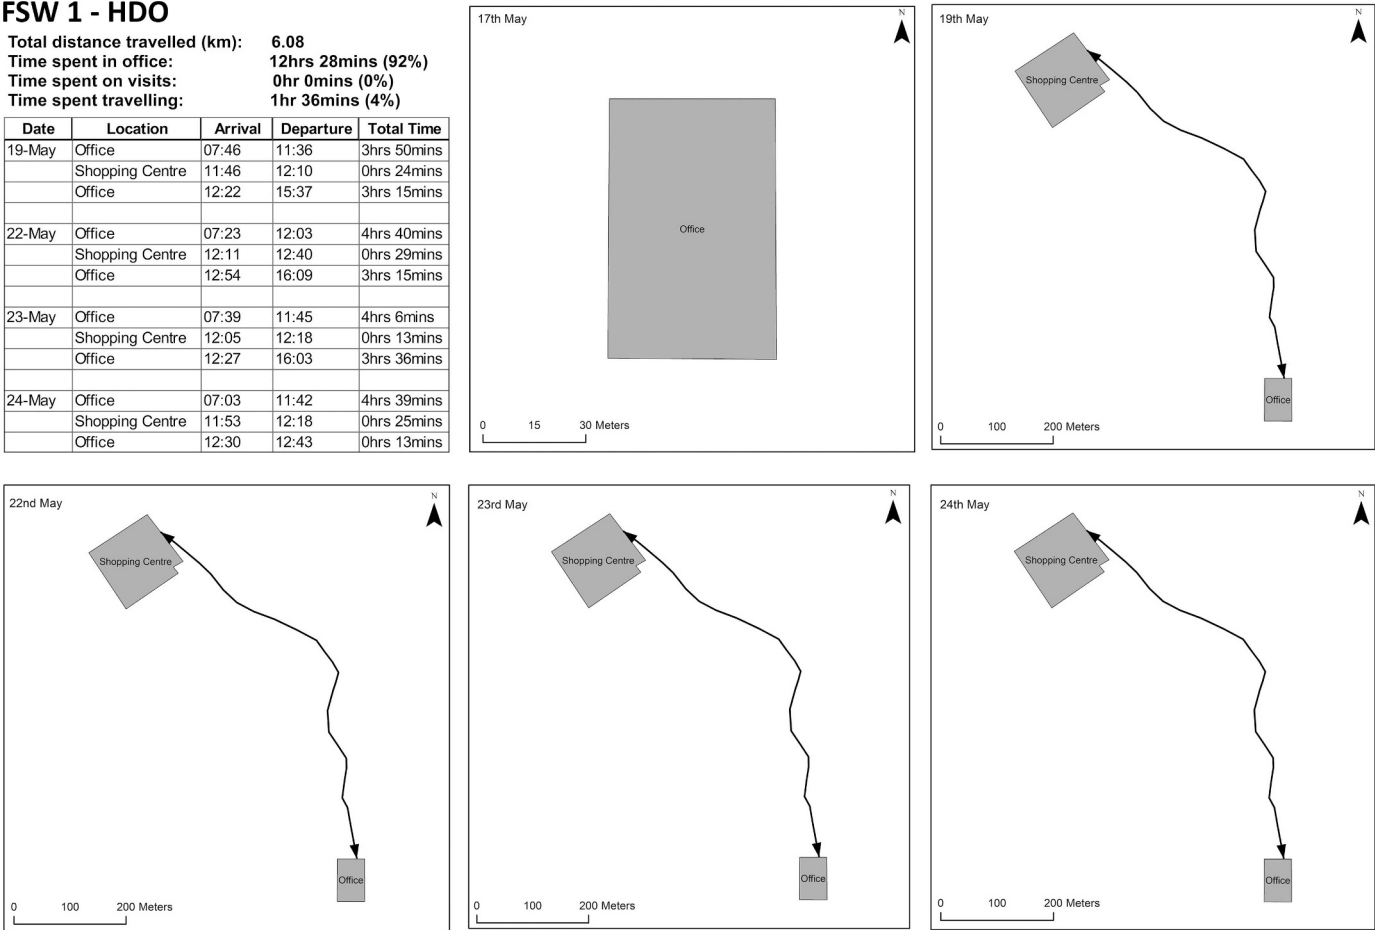 FSW 1 - HDO
Total distance travelled (km): 6.08
Time spent in office: 12hrs 28mins (92%)
Time spent on visits: 0hr 0mins (0%)
Time spent travelling: 1hr 36mins (4%)
Date Location Arrival Departure Total Time
19-May Office 07:46 11:36 3hrs 50mins
Shopping Centre 11:46 12:10 0hrs 24mins
Office 12:22 15:37 3hrs 15mins
22-May Office 07:23 12:03 4hrs 40mins
Shopping Centre 12:11 12:40 0hrs 29mins
Office 12:54 16:09 3hrs 15mins
23-May Office 07:39 11:45 4hrs 6mins
Shopping Centre 12:05 12:18 0hrs 13mins
Office 12:27 16:03 3hrs 36mins
24-May Office 07:03 11:42 4hrs 39mins
Shopping Centre 11:53 12:18 0hrs 25mins
Office 12:30 12:43 0hrs 13mins
17th May
N
Office
0 15 30 Meters
19th May
N
Shopping Centre
Office
0 100 200 Meters
22nd May
N
Shopping Centre
Office
0 100 200 Meters
23rd May
N
Shopping Centre
Office
0 100 200 Meters
24th May
N
Shopping Centre
Office
0 100 200 Meters